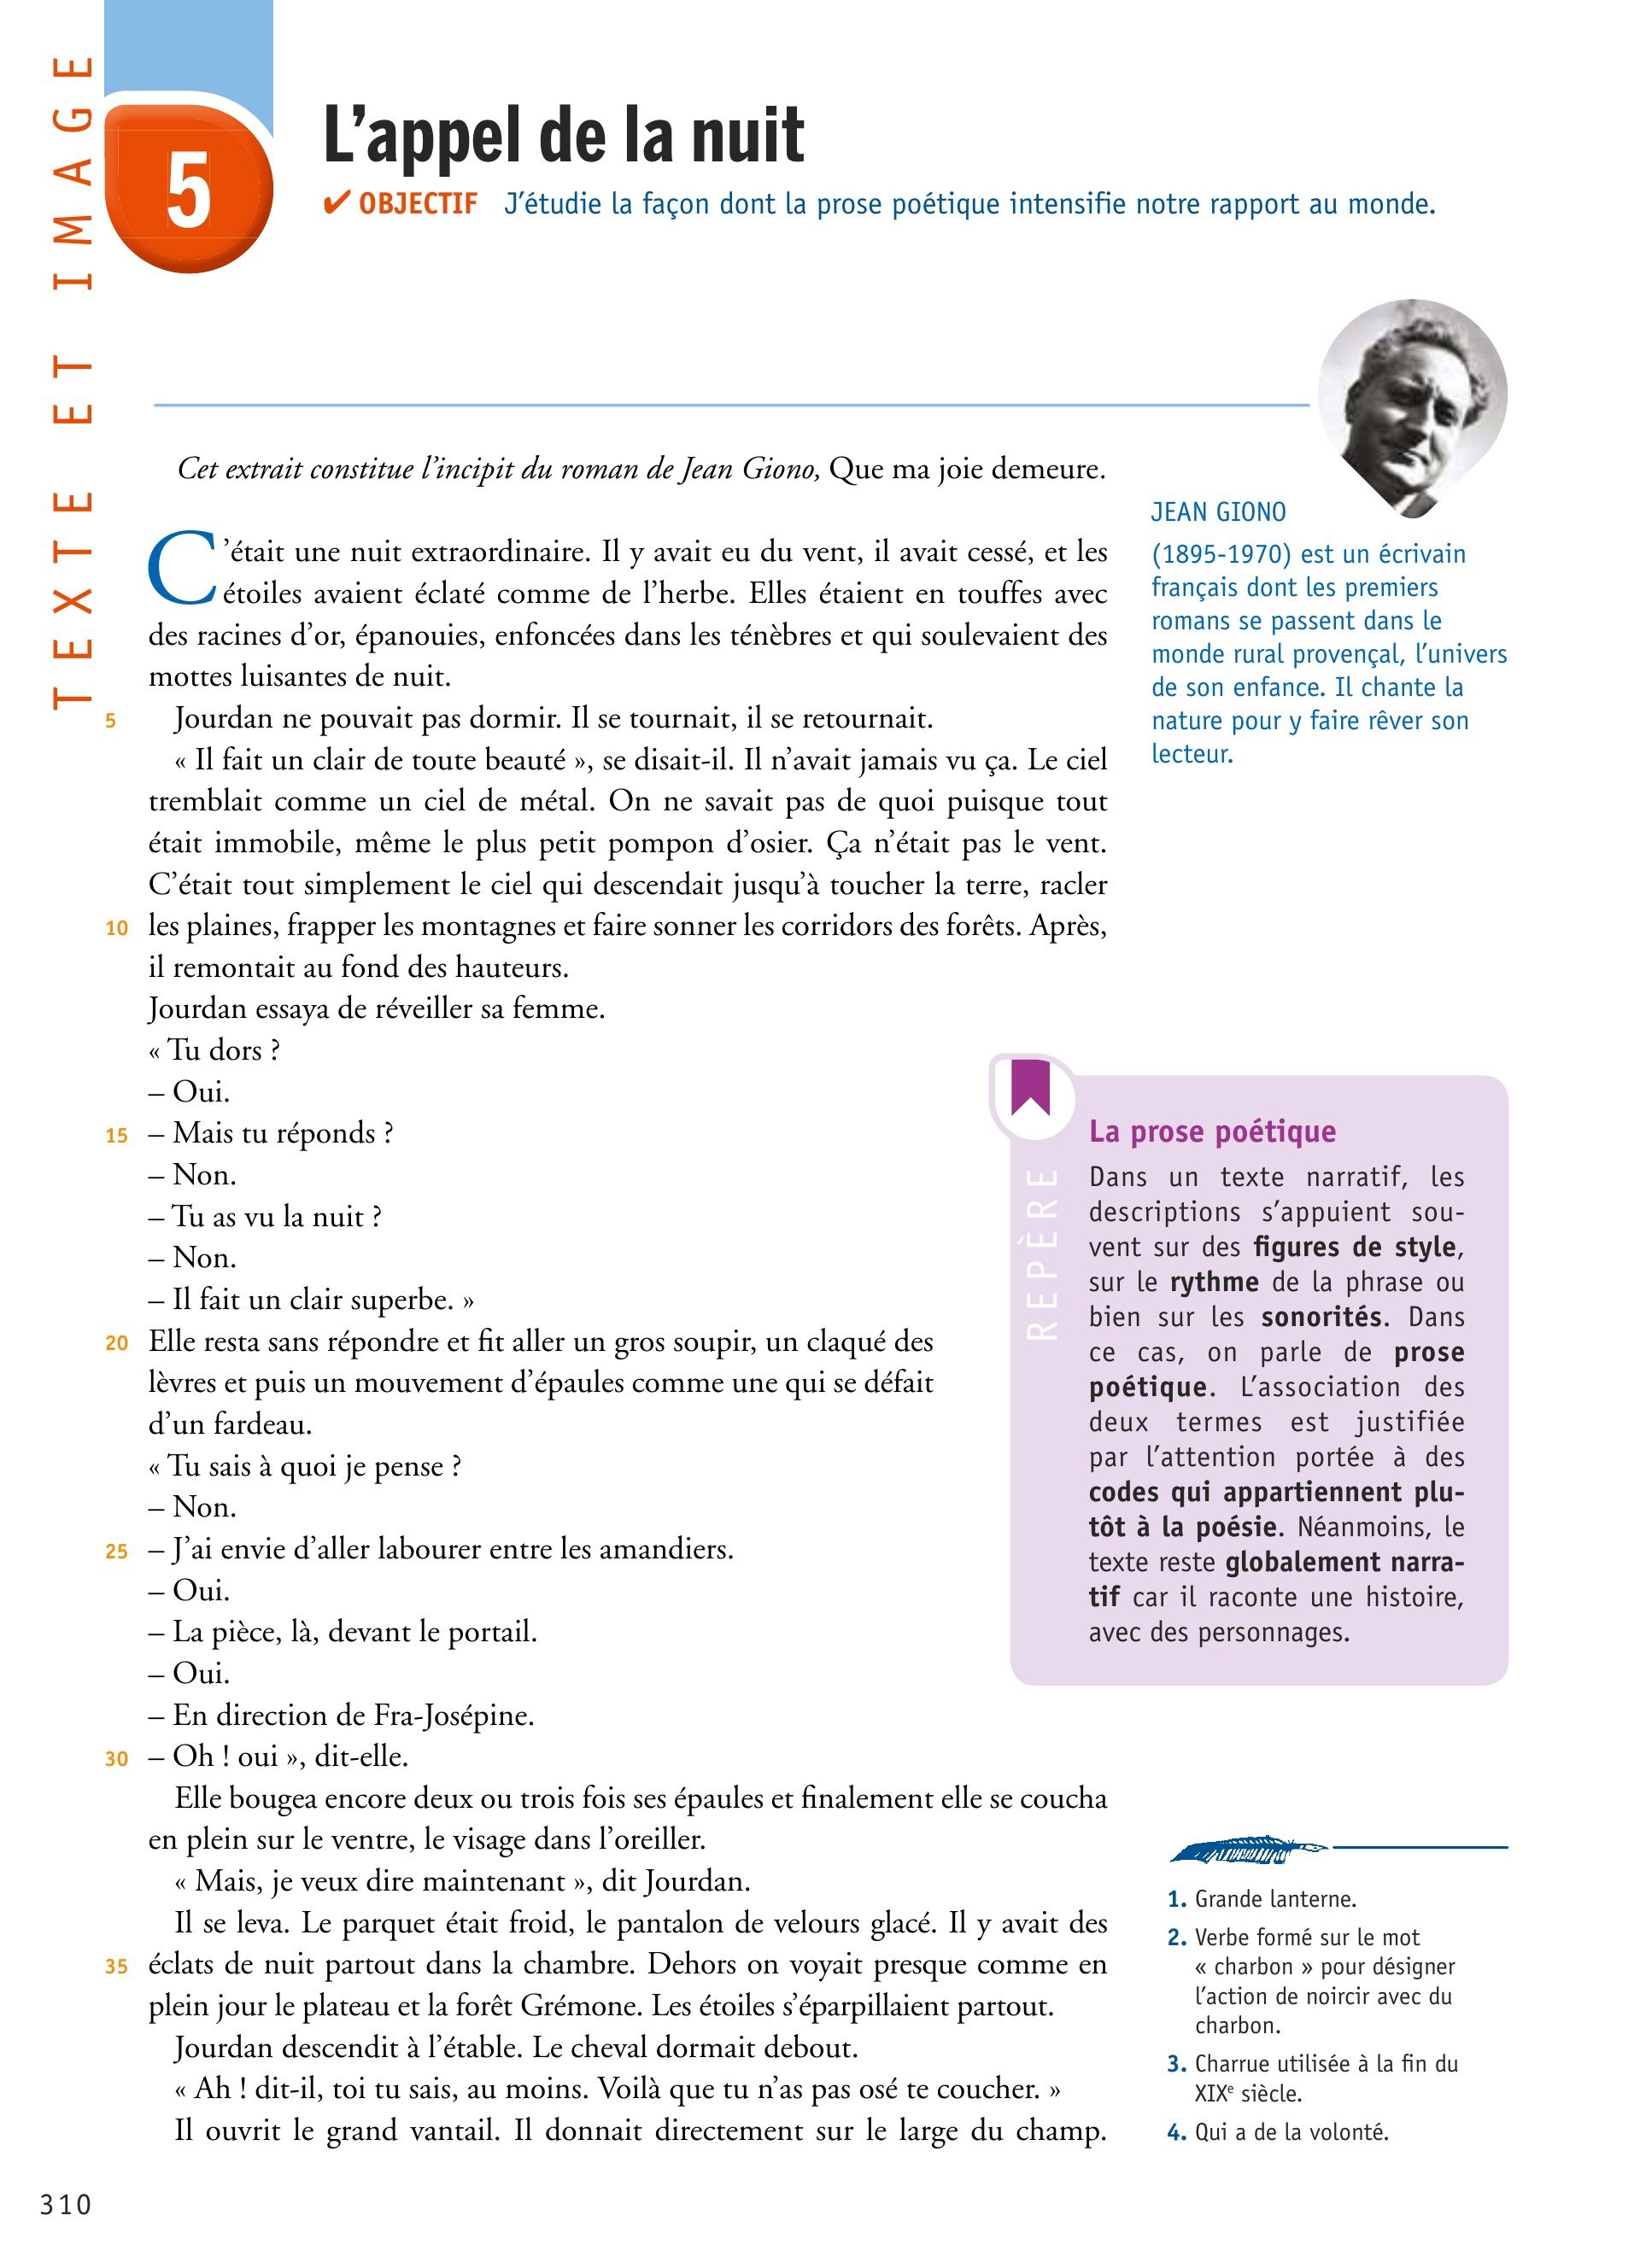 TEXTE ET IMAGE
5
L'appel de la nuit
✔ OBJECTIF J'étudie la façon dont la prose poétique intensifie notre rapport au monde.
Cet extrait constitue l'incipit du roman de Jean Giono, Que ma joie demeure.
C'était une nuit extraordinaire. Il y avait eu du vent, il avait cessé, et les
étoiles avaient éclaté comme de l'herbe. Elles étaient en touffes avec
des racines d'or, épanouies, enfoncées dans les ténèbres et qui soulevaient des
mottes luisantes de nuit.
5 Jourdan ne pouvait pas dormir. Il se tournait, il se retournait.
« Il fait un clair de toute beauté », se disait-il. Il n'avait jamais vu ça. Le ciel
tremblait comme un ciel de métal. On ne savait pas de quoi puisque tout
était immobile, même le plus petit pompon d'osier. Ça n'était pas le vent.
C'était tout simplement le ciel qui descendait jusqu'à toucher la terre, racler
10 les plaines, frapper les montagnes et faire sonner les corridors des forêts. Après,
il remontait au fond des hauteurs.
Jourdan essaya de réveiller sa femme.
« Tu dors ?
– Oui.
15 – Mais tu réponds ?
– Non.
– Tu as vu la nuit ?
– Non.
– Il fait un clair superbe. »
20 Elle resta sans répondre et fit aller un gros soupir, un claqué des
lèvres et puis un mouvement d'épaules comme une qui se défait
d'un fardeau.
« Tu sais à quoi je pense ?
– Non.
25 – J'ai envie d'aller labourer entre les amandiers.
– Oui.
– La pièce, là, devant le portail.
– Oui.
– En direction de Fra-Josépine.
30 – Oh ! oui », dit-elle.
Elle bougea encore deux ou trois fois ses épaules et finalement elle se coucha
en plein sur le ventre, le visage dans l'oreiller.
« Mais, je veux dire maintenant », dit Jourdan.
Il se leva. Le parquet était froid, le pantalon de velours glacé. Il y avait des
35 éclats de nuit partout dans la chambre. Dehors on voyait presque comme en
plein jour le plateau et la forêt Grémone. Les étoiles s'éparpillaient partout.
Jourdan descendit à l'étable. Le cheval dormait debout.
« Ah ! dit-il, toi tu sais, au moins. Voilà que tu n'as pas osé te coucher. »
Il ouvrit le grand vantail. Il donnait directement sur le large du champ.
JEAN GIONO
(1895-1970) est un écrivain
français dont les premiers
romans se passent dans le
monde rural provençal, l'univers
de son enfance. Il chante la
nature pour y faire rêver son
lecteur.
REPÈRE
La prose poétique
Dans un texte narratif, les
descriptions s'appuient sou-
vent sur des figures de style,
sur le rythme de la phrase ou
bien sur les sonorités. Dans
ce cas, on parle de prose
poétique. L'association des
deux termes est justifiée
par l'attention portée à des
codes qui appartiennent plu-
tôt à la poésie. Néanmoins, le
texte reste globalement narra-
tif car il raconte une histoire,
avec des personnages.
1. Grande lanterne.
2. Verbe formé sur le mot
« charbon » pour désigner
l'action de noircir avec du
charbon.
3. Charrue utilisée à la fin du
XIXe siècle.
4. Qui a de la volonté.
310